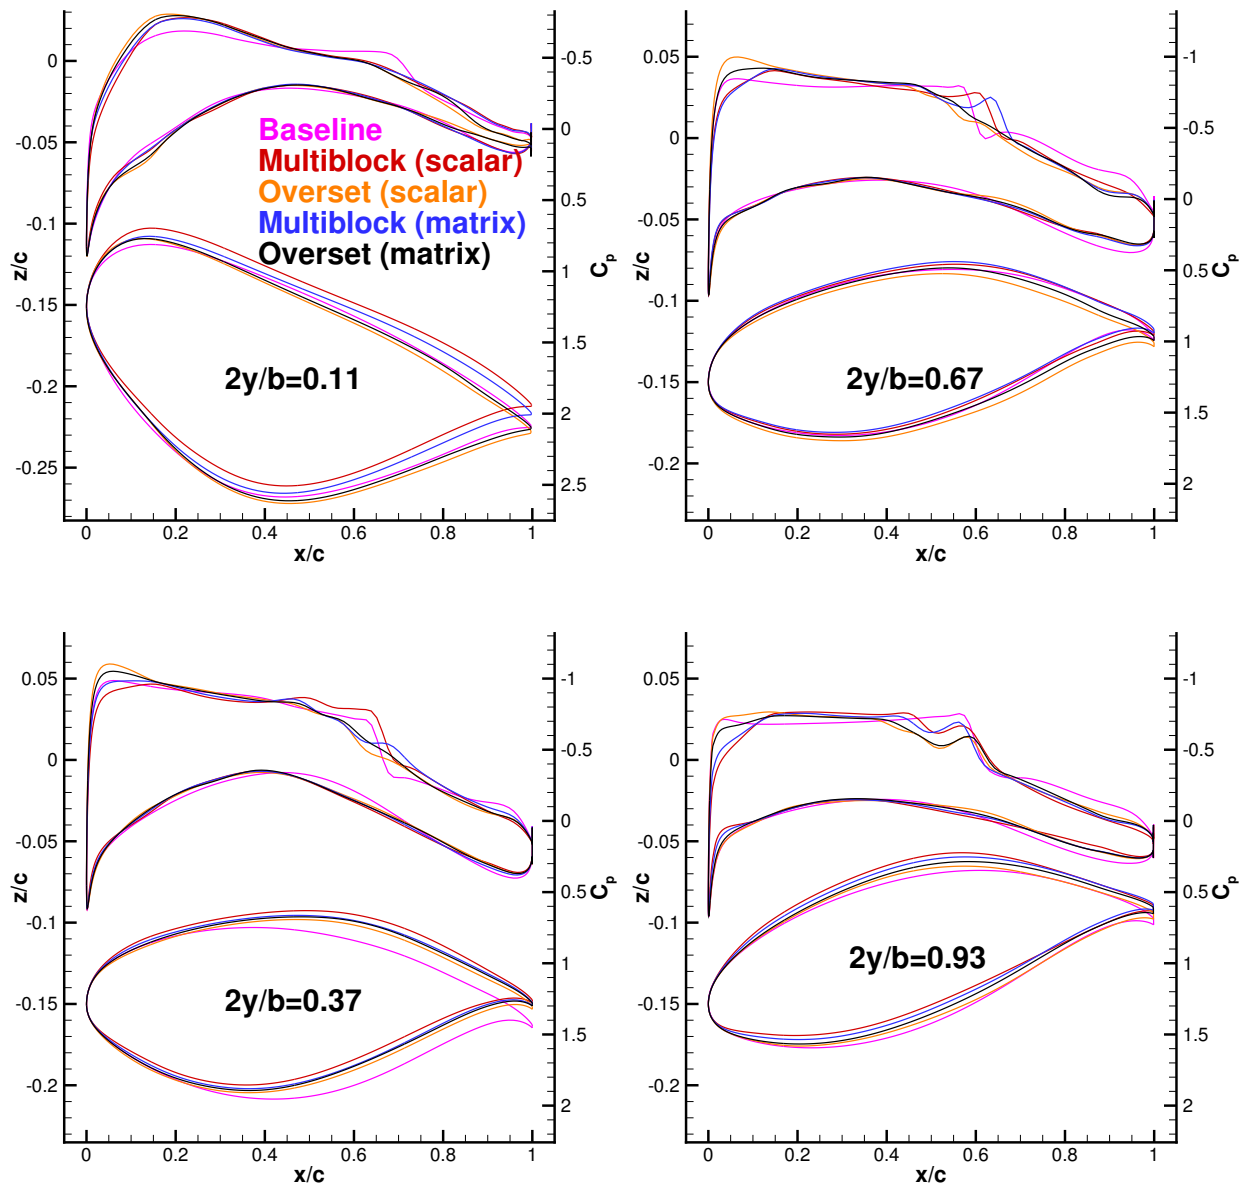 0
-0.05
-0.1
-0.15
-0.2
-0.25
z/c
-0.5
0
0.5
1
1.5
2
2.5
Cp
Baseline
Multiblock (scalar)
Overset (scalar)
Multiblock (matrix)
Overset (matrix)
2y/b=0.11
0 0.2 0.4 0.6 0.8 1
x/c
0.05
0
-0.05
-0.1
-0.15
-0.2
z/c
-1
-0.5
0
0.5
1
1.5
2
Cp
2y/b=0.67
0 0.2 0.4 0.6 0.8 1
x/c
0.05
0
-0.05
-0.1
-0.15
-0.2
z/c
-1
-0.5
0
0.5
1
1.5
2
Cp
2y/b=0.37
0 0.2 0.4 0.6 0.8 1
x/c
0.05
0
-0.05
-0.1
-0.15
-0.2
z/c
-1
-0.5
0
0.5
1
1.5
2
Cp
2y/b=0.93
0 0.2 0.4 0.6 0.8 1
x/c